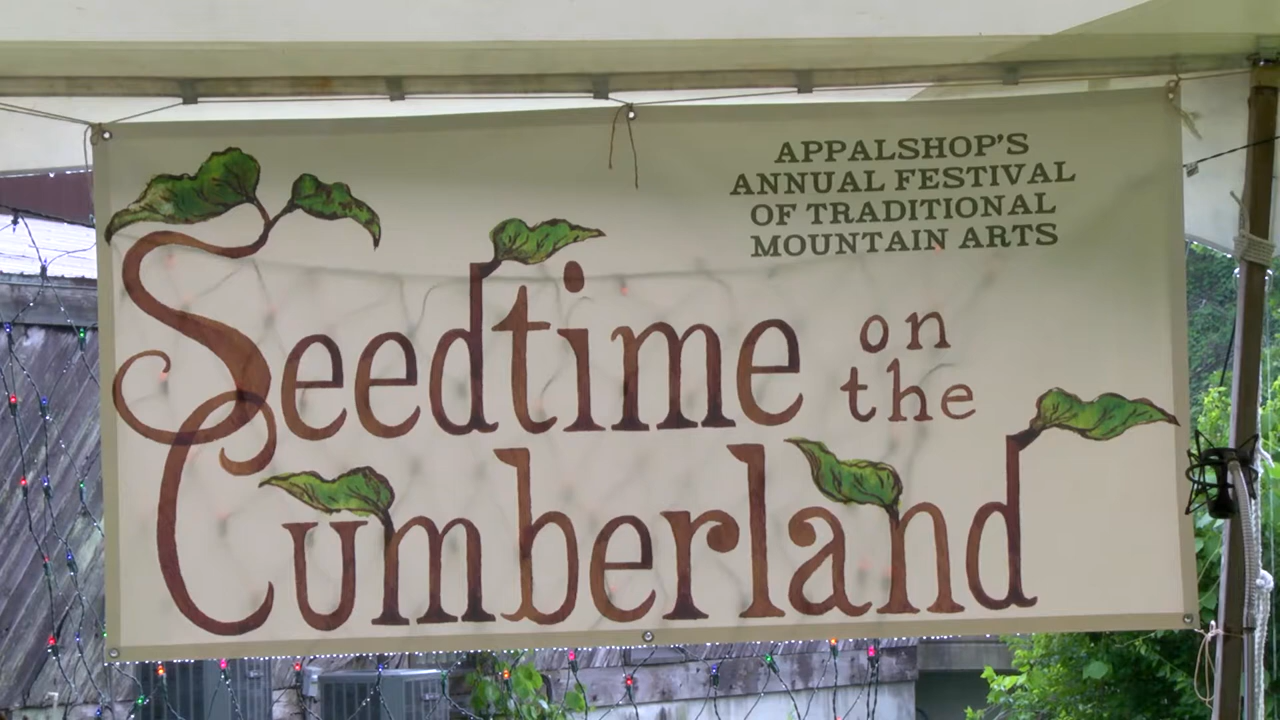 APPALSHOP'S
ANNUAL FESTIVAL
OF TRADITIONAL
MOUNTAIN ARTS
Seedtime on
the
Cumberland